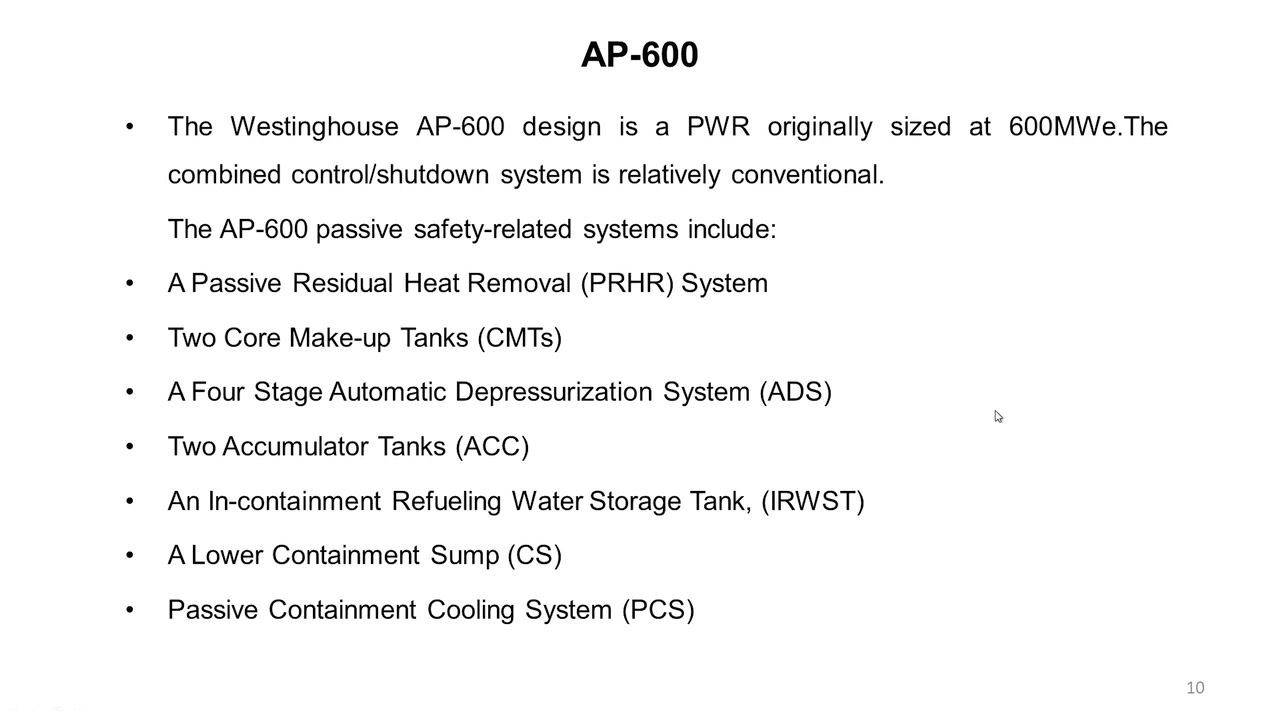 AP-600
• The Westinghouse AP-600 design is a PWR originally sized at 600MWe.The
combined control/shutdown system is relatively conventional.
The AP-600 passive safety-related systems include:
• A Passive Residual Heat Removal (PRHR) System
• Two Core Make-up Tanks (CMTs)
• A Four Stage Automatic Depressurization System (ADS)
• Two Accumulator Tanks (ACC)
• An In-containment Refueling Water Storage Tank, (IRWST)
• A Lower Containment Sump (CS)
• Passive Containment Cooling System (PCS)
10